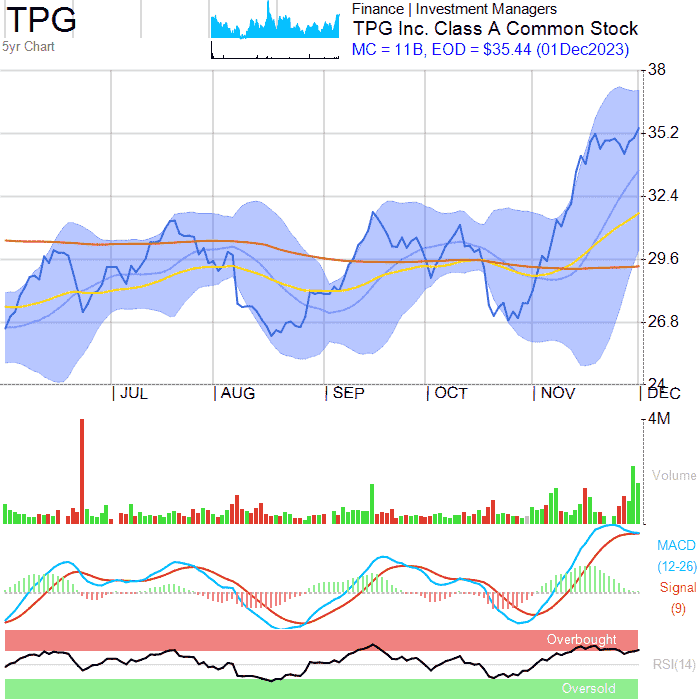 TPG
5yr Chart
Finance | Investment Managers
TPG Inc. Class A Common Stock
MC = 11B, EOD = $35.44 (01Dec2023)
38
35.2
32.4
29.6
26.8
24
JUL AUG SEP OCT NOV DEC
4M
Volume
MACD
(12-26)
Signal
(9)
Overbought
RSI(14)
Oversold